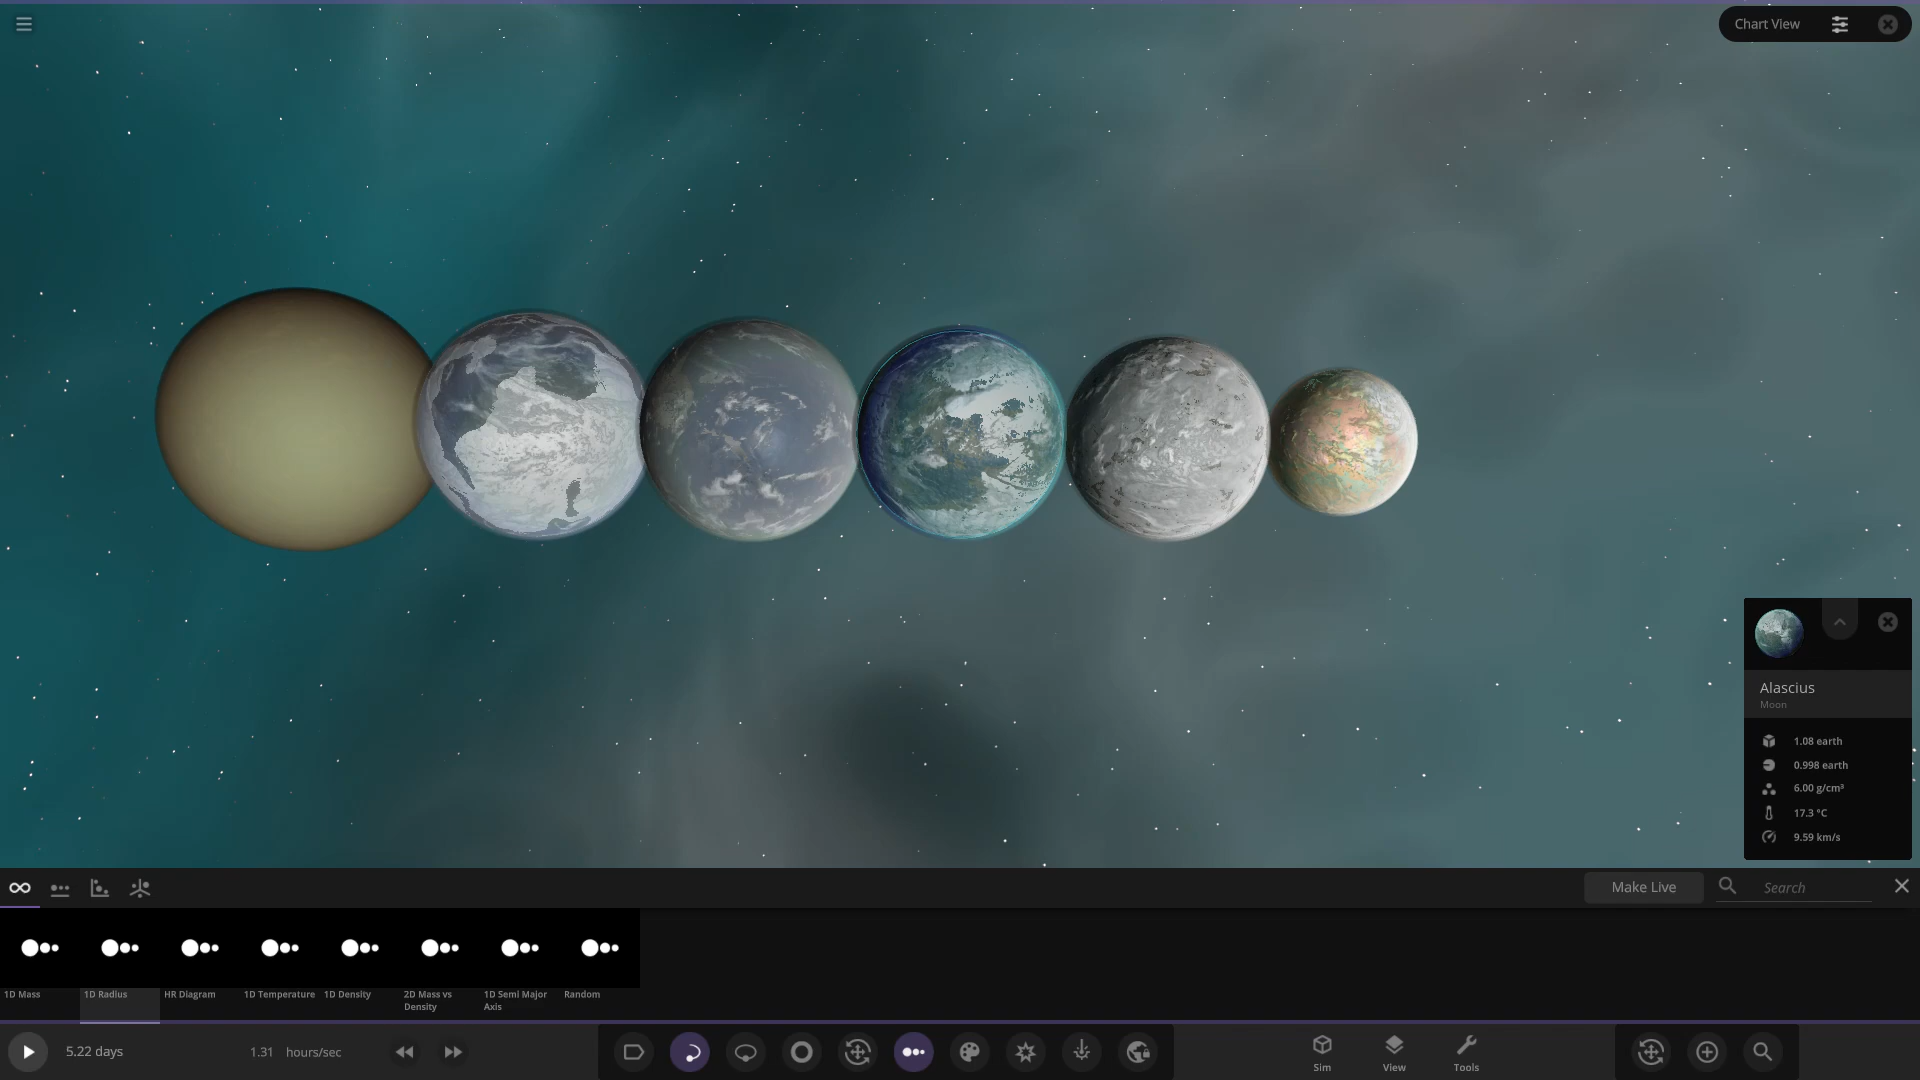 Chart View
Alascius
Moon
1.08 earth
0.998 earth
6.00 g/cm³
17.3 °C
9.59 km/s
Make Live
Search
1D Mass
1D Radius
HR Diagram
1D Temperature
1D Density
2D Mass vs
Density
1D Semi Major
Axis
Random
5.22 days
1.31 hours/sec
Sim
View
Tools